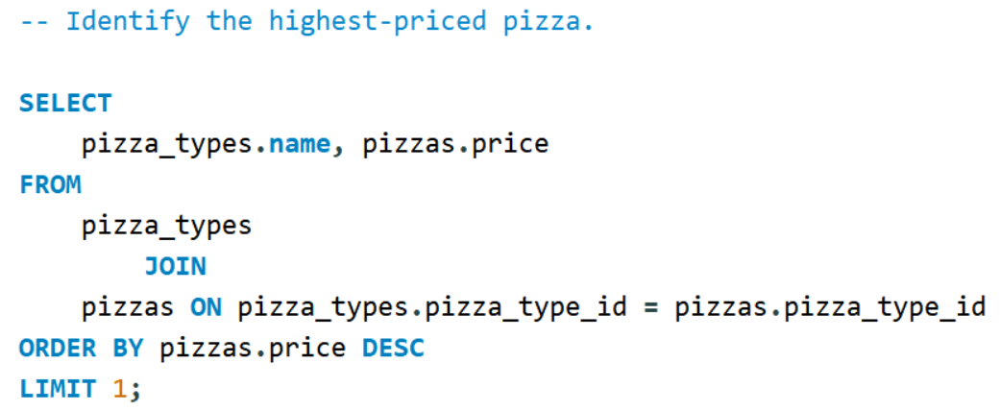 -- Identify the highest-priced pizza.
SELECT
pizza_types.name, pizzas.price
FROM
pizza_types
JOIN
pizzas ON pizza_types.pizza_type_id = pizzas.pizza_type_id
ORDER BY pizzas.price DESC
LIMIT 1;